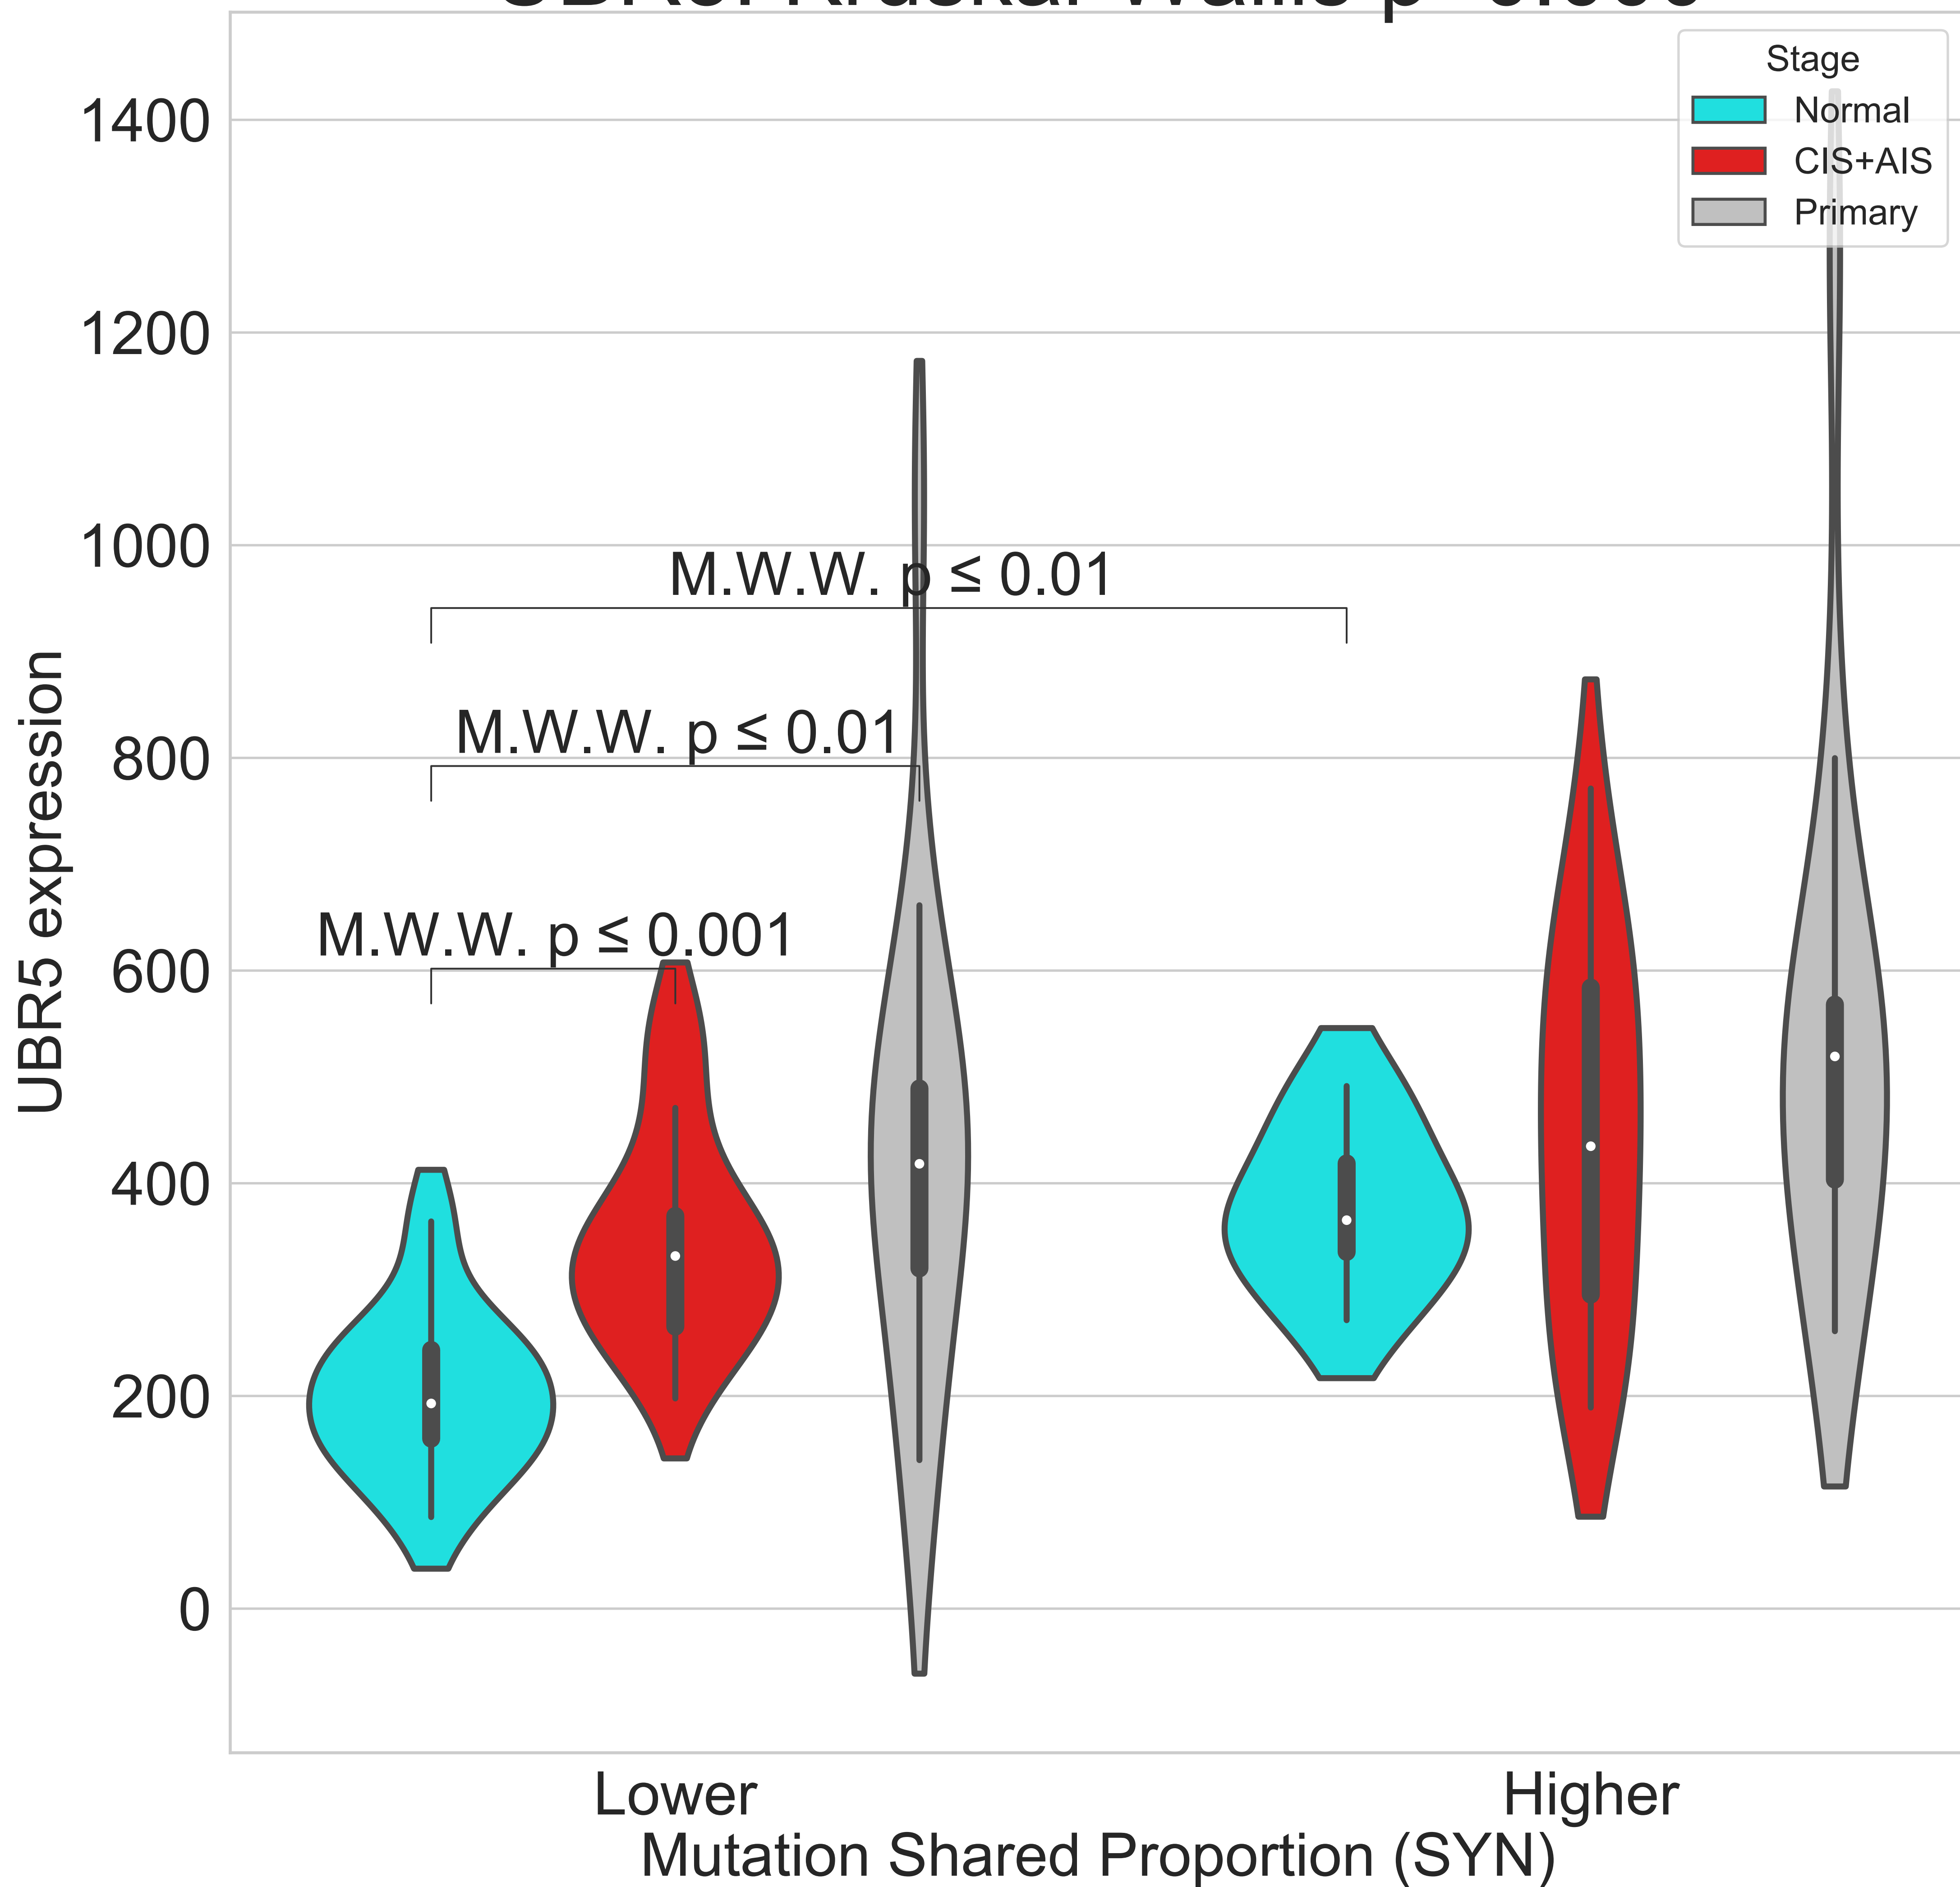 Stage
Normal
CIS+AIS
Primary
1400
1200
1000
800
600
400
200
0
UBR5 expression
M.W.W. p ≤ 0.01
M.W.W. p ≤ 0.01
M.W.W. p ≤ 0.001
Lower
Higher
Mutation Shared Proportion (SYN)